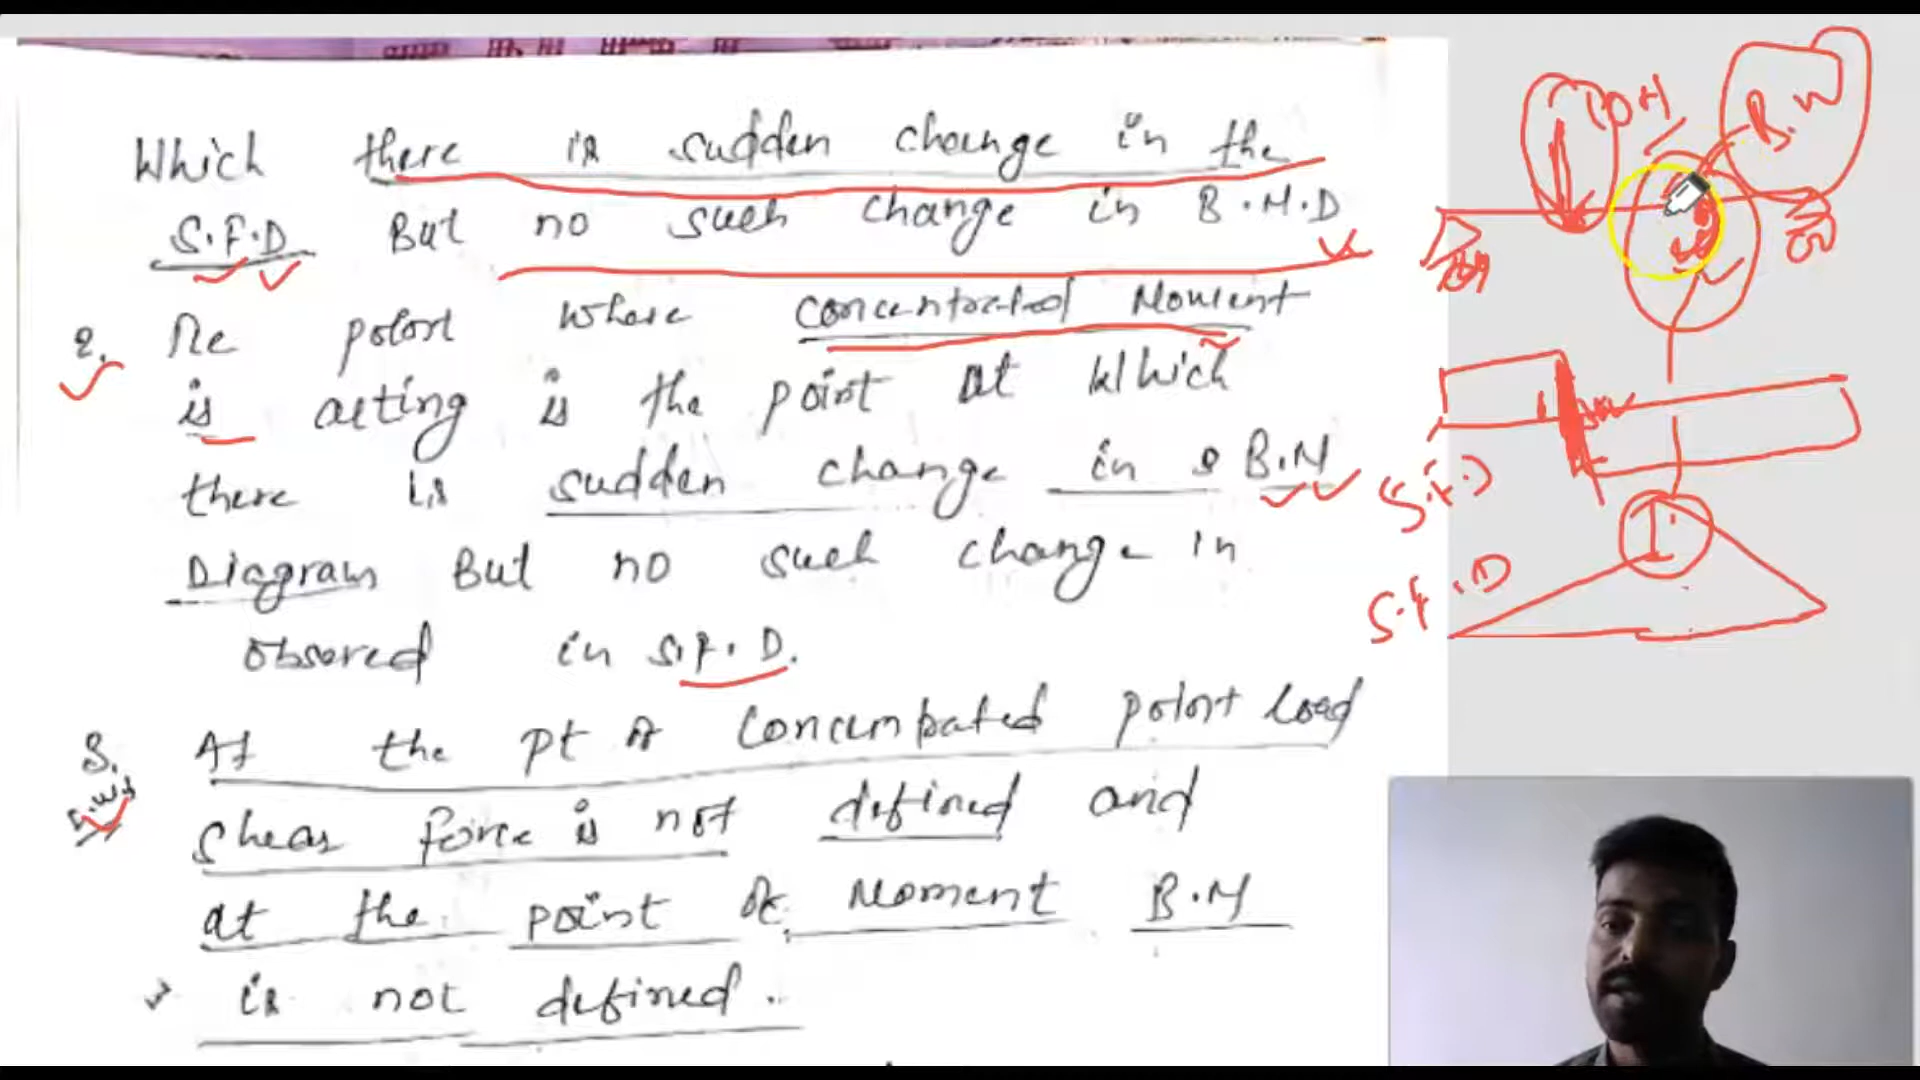 Which there is sudden change in the
S.F.D But no such change in B.M.D
2. The point where concentrated Moment
is acting is the point at Which
there is sudden change in B.M
Diagram But no such change in
observed in S.F.D.
3. At the pt of concentrated point load
shear force is not defined and
at the point of Moment B.M
is not defined.
S.F.D